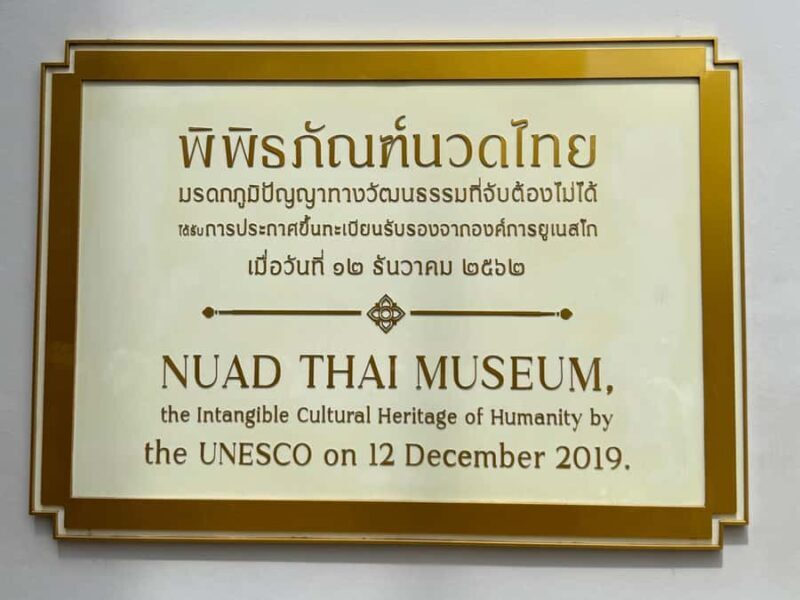 พิพิธภัณฑ์นวดไทย
มรดกภูมิปัญญาทางวัฒนธรรมที่จับต้องไม่ได้
ได้รับการประกาศขึ้นทะเบียนรับรองจากองค์การยูเนสโก
เมื่อวันที่ ๑๒ ธันวาคม ๒๕๖๒
NUAD THAI MUSEUM,
the Intangible Cultural Heritage of Humanity by
the UNESCO on 12 December 2019.